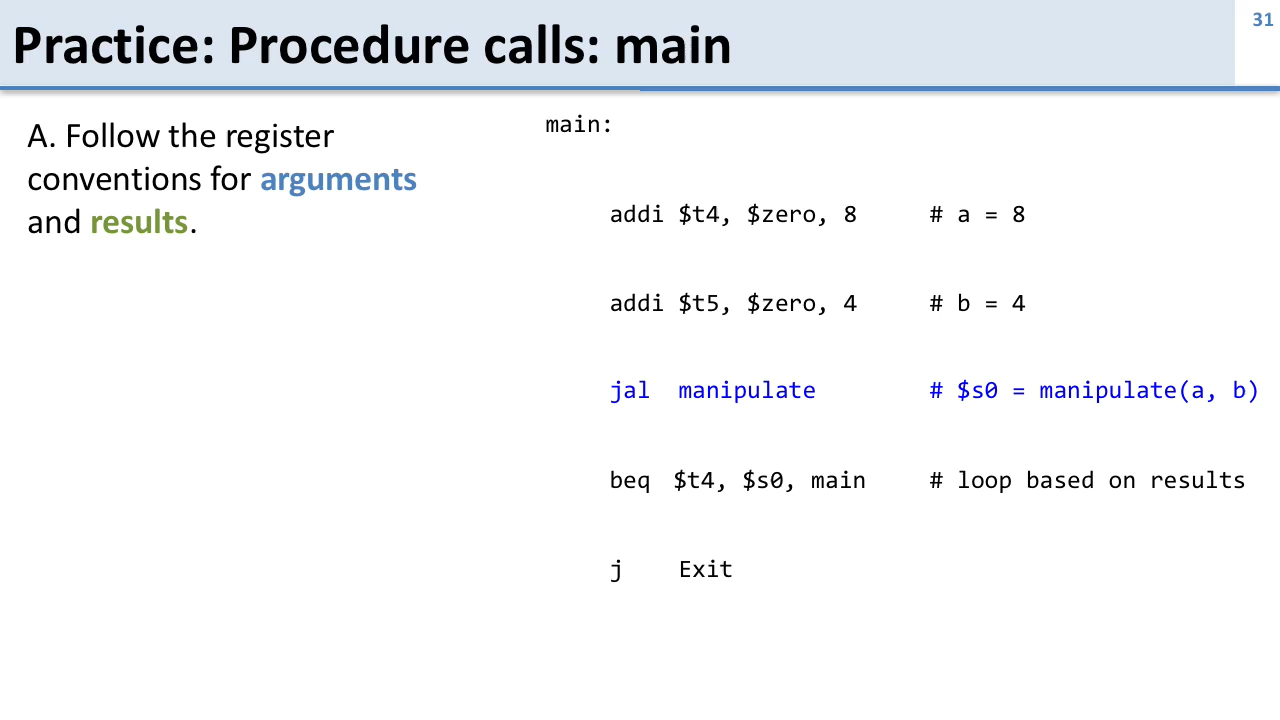 Practice: Procedure calls: main
31
A. Follow the register
conventions for arguments
and results.
main:
addi $t4, $zero, 8 # a = 8
addi $t5, $zero, 4 # b = 4
jal manipulate # $s0 = manipulate(a, b)
beq $t4, $s0, main # loop based on results
j Exit